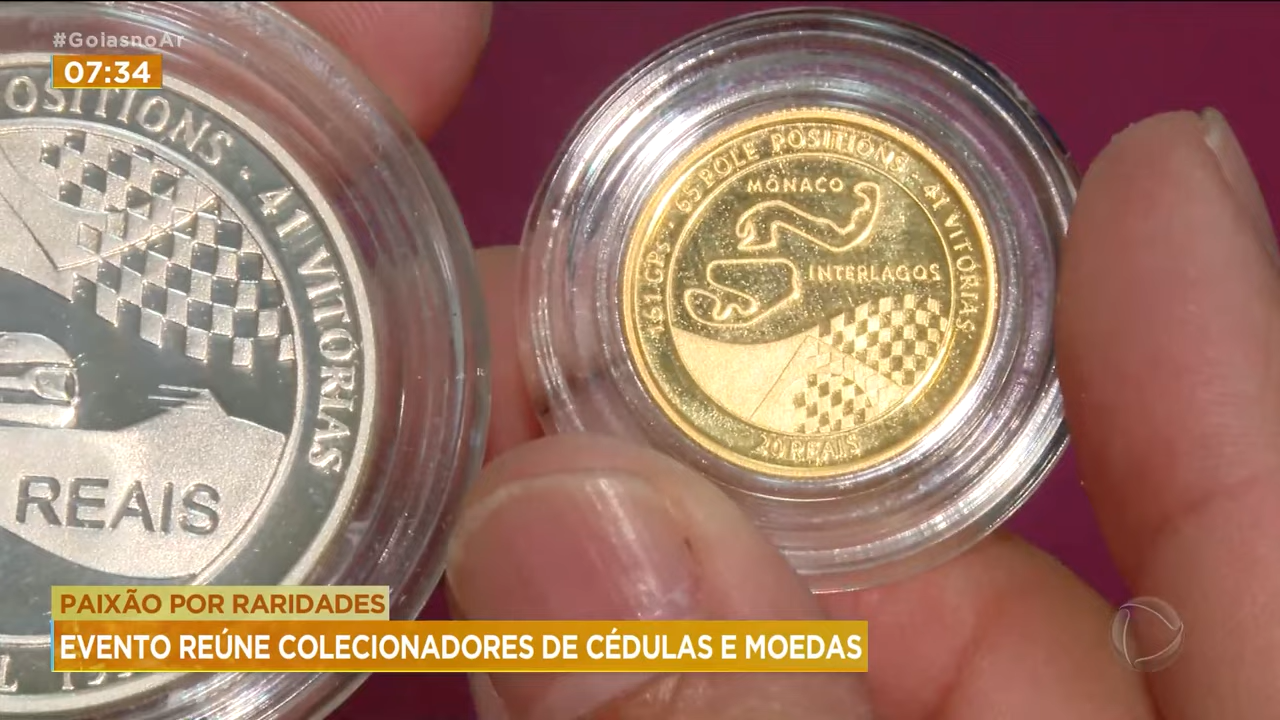 #GoiasnoAr
07:34
OSITIONS · 41 VITÓRIAS
REAIS
161 GPs · 65 POLE POSITIONS · 41 VITÓRIAS
MÔNACO
INTERLAGOS
20 REAIS
PAIXÃO POR RARIDADES
EVENTO REÚNE COLECIONADORES DE CÉDULAS E MOEDAS